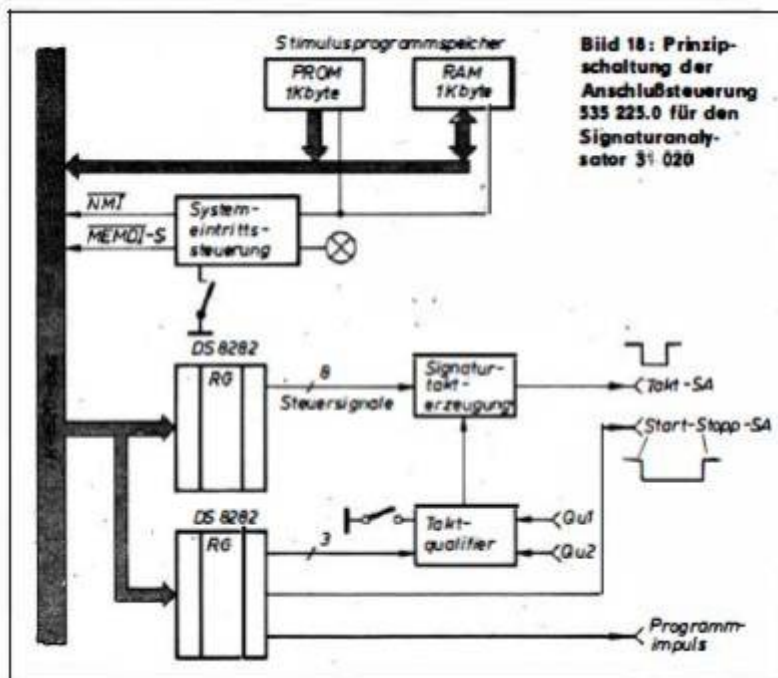 Stimulusprogrammspeicher
PROM
1Kbyte
RAM
1Kbyte
Bild 18: Prinzip-
schaltung der
Anschlußsteuerung
535 225.0 für den
Signaturanaly-
sator 31 020
NMI
MEMDI-S
System-
eintritts-
steuerung
DS 8282
RG
8
Steuersignale
Signatur-
takt-
erzeugung
Takt-SA
Start-Stopp-SA
DS 8282
RG
3
Takt-
qualifier
Qu1
Qu2
Programm-
impuls